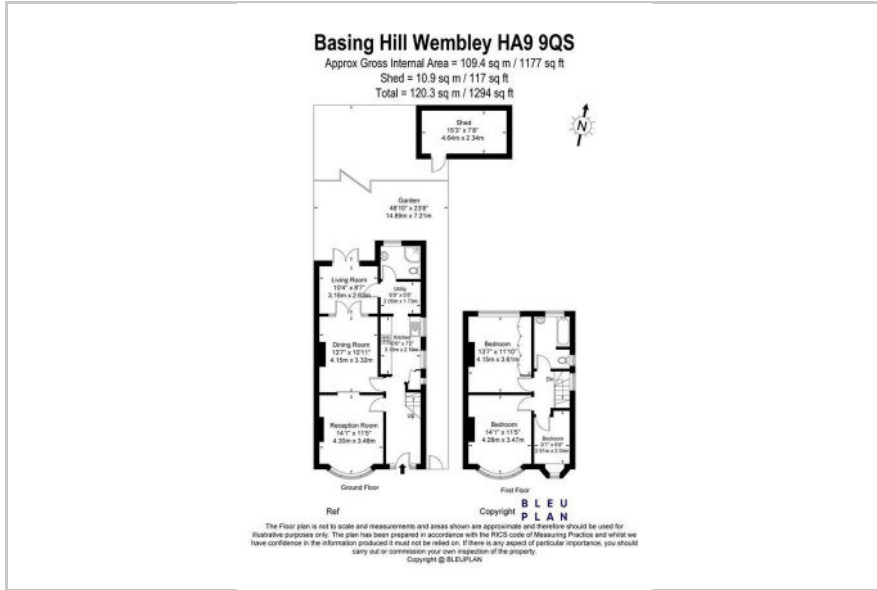 Basing Hill Wembley HA9 9QS
Approx Gross Internal Area = 109.4 sq m / 1177 sq ft
Shed = 10.9 sq m / 117 sq ft
Total = 120.3 sq m / 1294 sq ft
N
Shed
15'3" x 7'8"
4.64m x 2.34m
Garden
48'10" x 23'8"
14.89m x 7.21m
Living Room
10'4" x 8'7"
3.16m x 2.62m
Utility
Dining Room
13'7" x 10'11"
4.15m x 3.32m
Kitchen
Reception Room
14'1" x 11'5"
4.30m x 3.48m
Up
Ground Floor
Bedroom
13'7" x 11'10"
4.15m x 3.61m
Dn
Bedroom
14'1" x 11'5"
4.28m x 3.47m
Bedroom
First Floor
Ref
Copyright
BLEU
PLAN
The Floor plan is not to scale and measurements and areas shown are approximate and therefore should be used for
illustrative purposes only. The plan has been prepared in accordance with the RICS code of Measuring Practice and whilst we
have confidence in the information produced it must not be relied on. If there is any aspect of particular importance, you should
carry out or commission your own inspection of the property.
Copyright @ BLEUPLAN